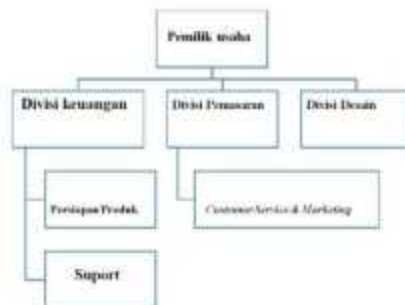 Pemilik usaha
Divisi keuangan
Divisi Pemasaran
Divisi Desain
Persiapan Produk
Customer Service & Marketing
Suport